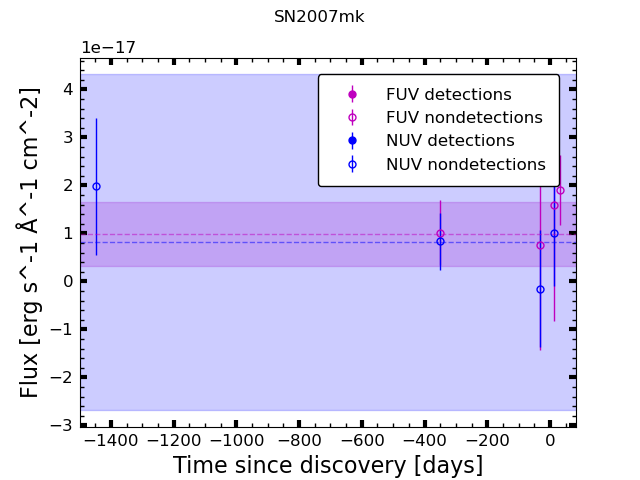 SN2007mk
1e−17
FUV detections
FUV nondetections
NUV detections
NUV nondetections
4
3
2
1
0
−1
−2
−3
Flux [erg s^-1 Å^-1 cm^-2]
−1400 −1200 −1000 −800 −600 −400 −200 0
Time since discovery [days]